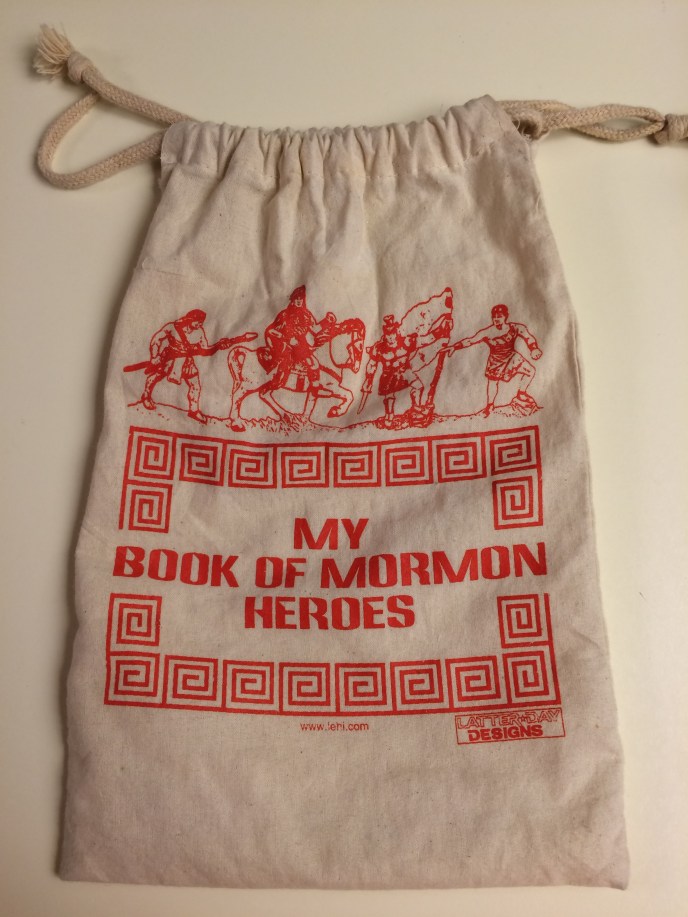 MY
BOOK OF MORMON
HEROES
www.lehi.com
LATTER-DAY
DESIGNS